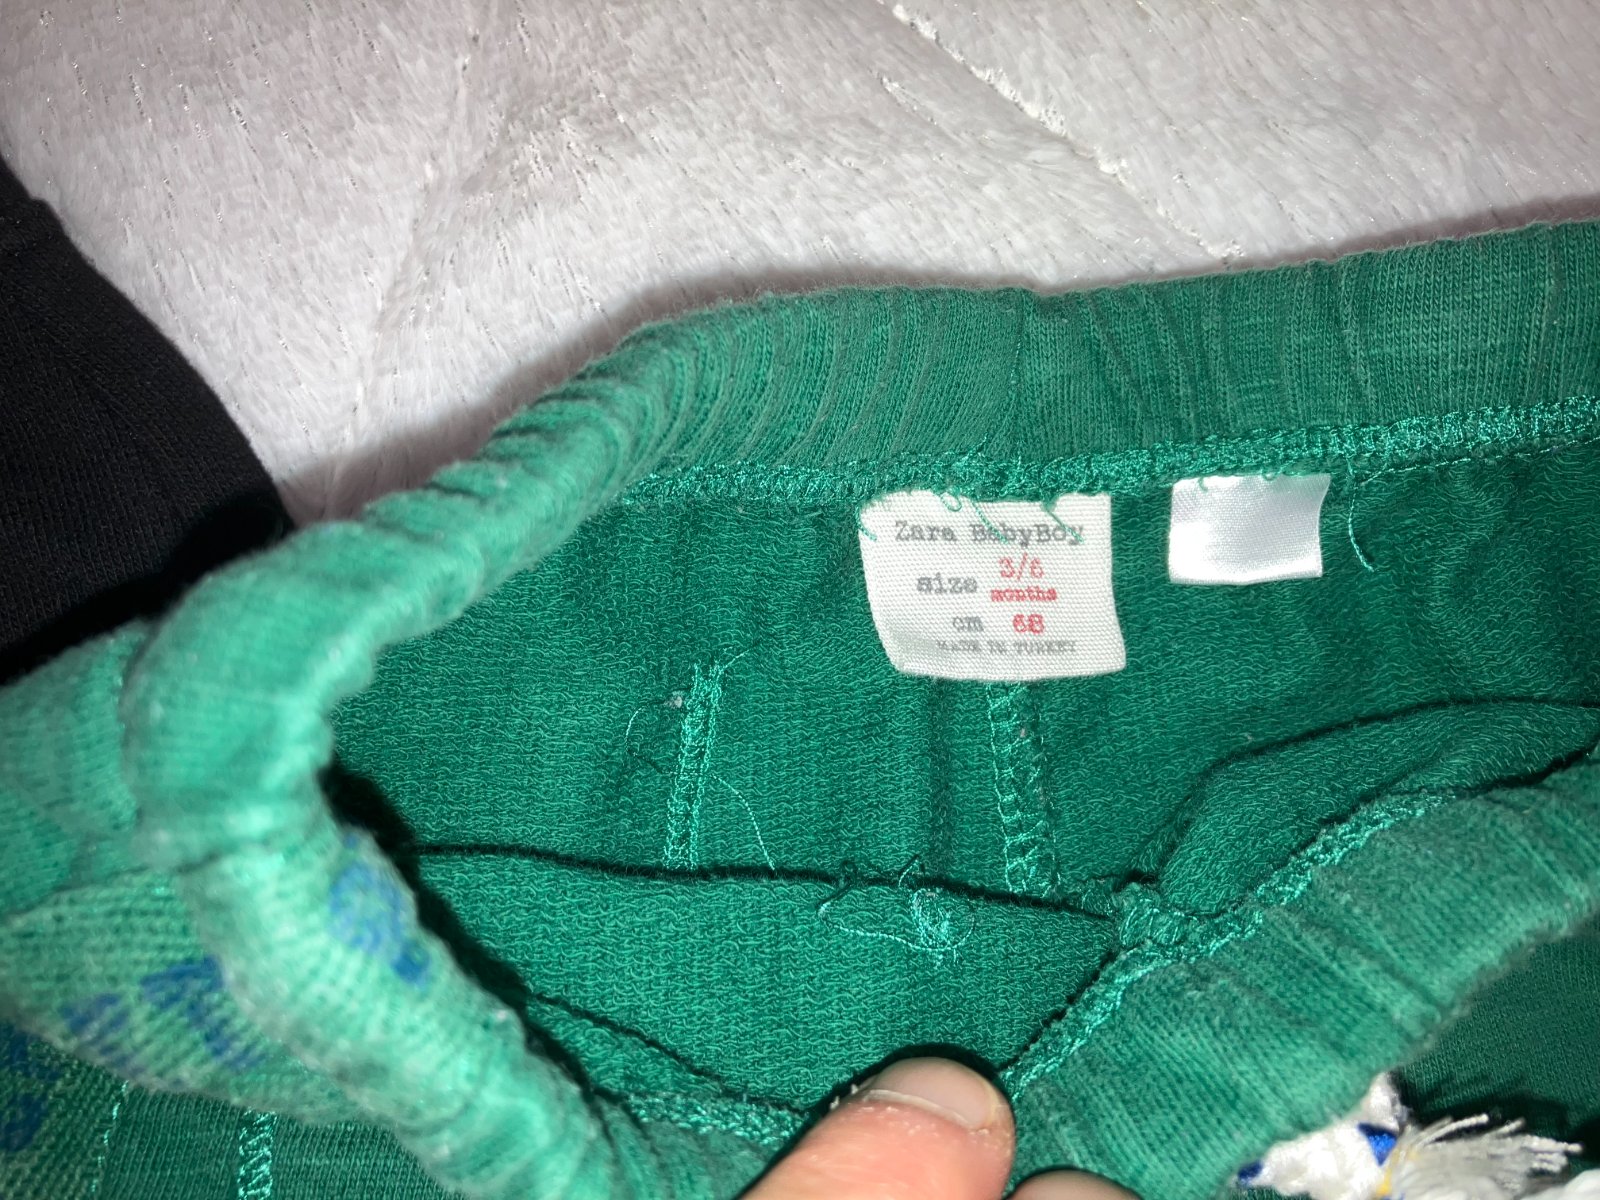 Zara BabyBoy
size 3/6
months
cm 68
MADE IN TURKEY